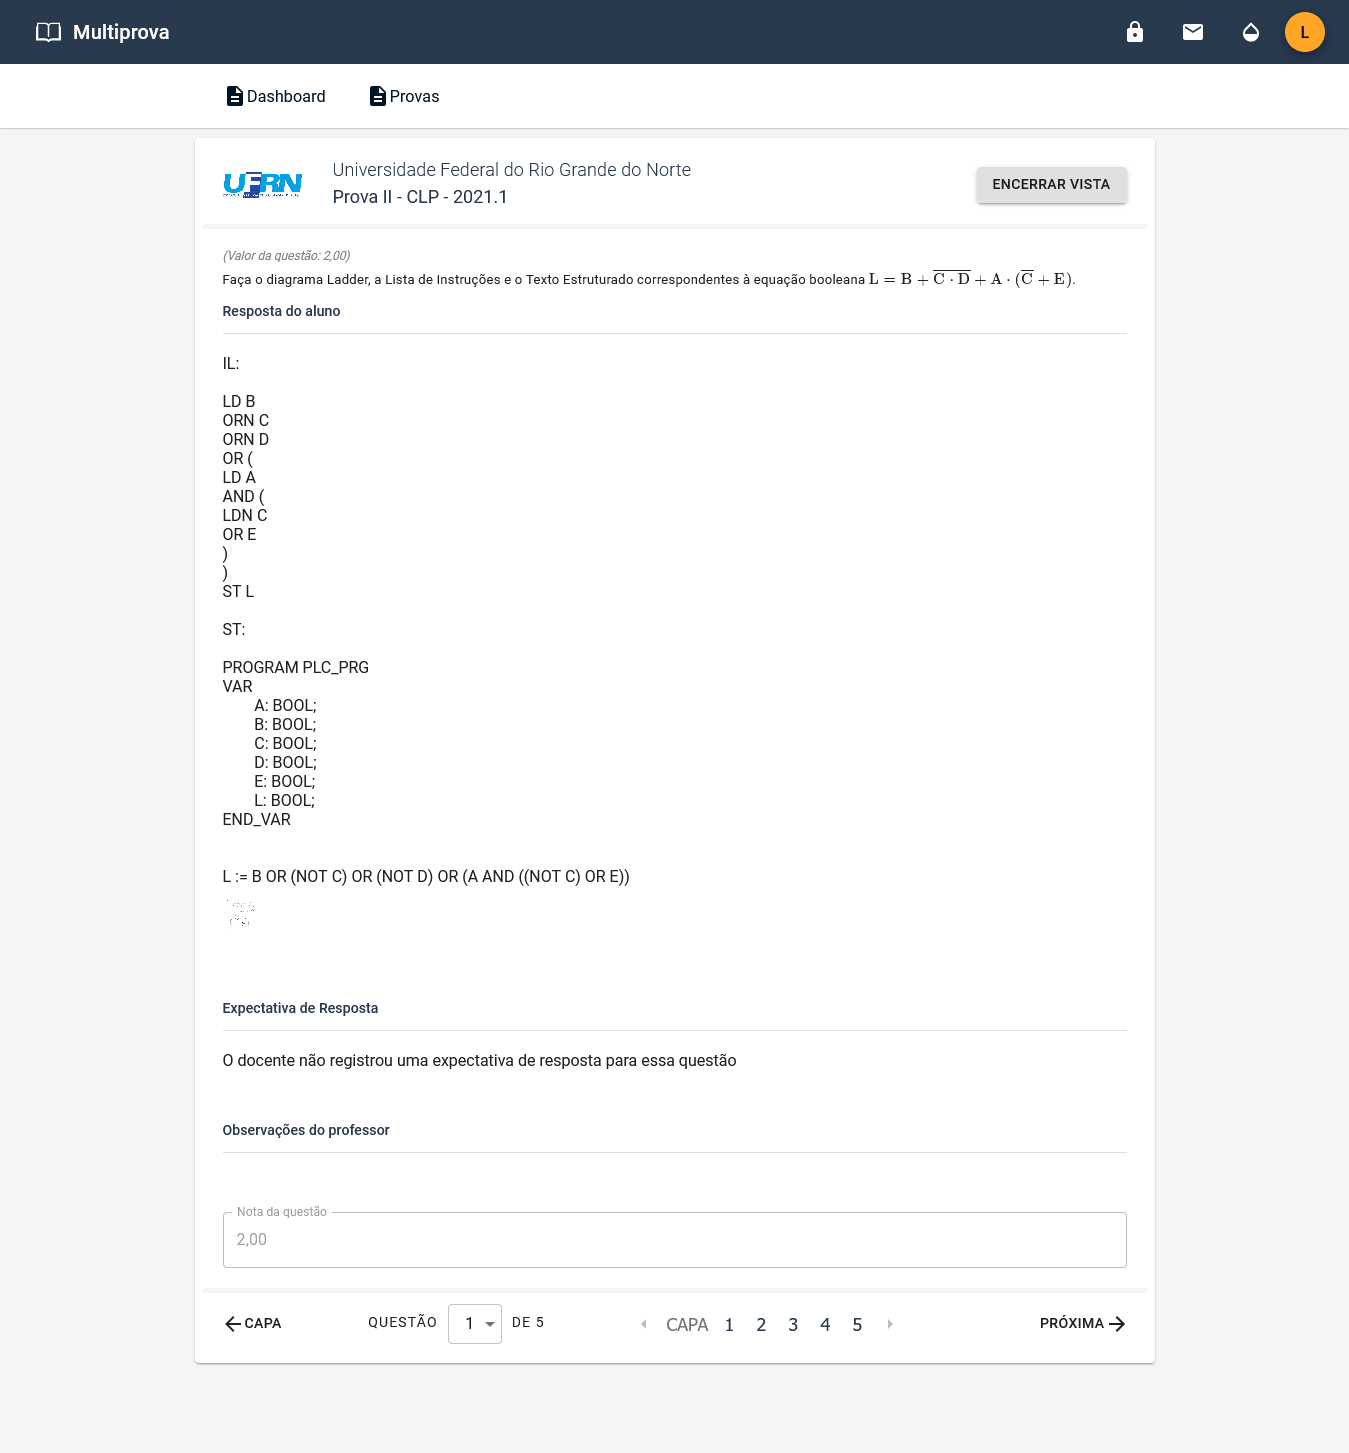 Multiprova
L
Dashboard
Provas
UFRN
Universidade Federal do Rio Grande do Norte
Prova II - CLP - 2021.1
ENCERRAR VISTA
(Valor da questão: 2,00)
Faça o diagrama Ladder, a Lista de Instruções e o Texto Estruturado correspondentes à equação booleana L = B + \overline{C · D} + A · (\overline{C} + E).
Resposta do aluno
IL:
LD B
ORN C
ORN D
OR (
LD A
AND (
LDN C
OR E
)
)
ST L
ST:
PROGRAM PLC_PRG
VAR
A: BOOL;
B: BOOL;
C: BOOL;
D: BOOL;
E: BOOL;
L: BOOL;
END_VAR
L := B OR (NOT C) OR (NOT D) OR (A AND ((NOT C) OR E))
Expectativa de Resposta
O docente não registrou uma expectativa de resposta para essa questão
Observações do professor
Nota da questão
2,00
CAPA
QUESTÃO 1 DE 5
CAPA 1 2 3 4 5
PRÓXIMA